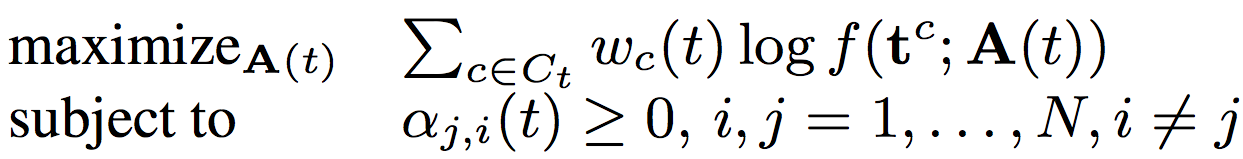 maximize_{𝐀(t)} ∑_{c∈C_t} w_c(t) log f(𝐭^c; 𝐀(t))
subject to α_{j,i}(t) ≥ 0, i, j = 1, . . . , N, i ≠ j